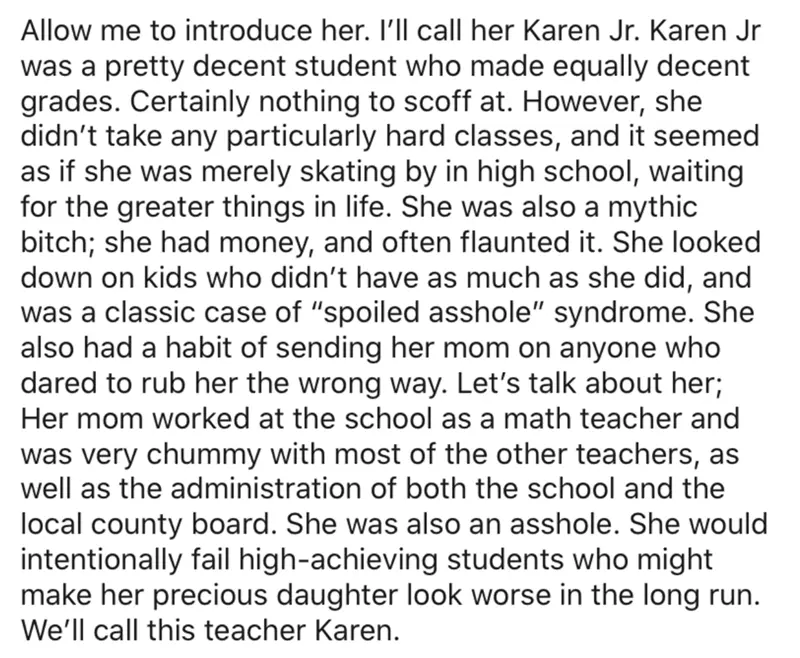 Allow me to introduce her. I’ll call her Karen Jr. Karen Jr
was a pretty decent student who made equally decent
grades. Certainly nothing to scoff at. However, she
didn’t take any particularly hard classes, and it seemed
as if she was merely skating by in high school, waiting
for the greater things in life. She was also a mythic
bitch; she had money, and often flaunted it. She looked
down on kids who didn’t have as much as she did, and
was a classic case of “spoiled asshole” syndrome. She
also had a habit of sending her mom on anyone who
dared to rub her the wrong way. Let’s talk about her;
Her mom worked at the school as a math teacher and
was very chummy with most of the other teachers, as
well as the administration of both the school and the
local county board. She was also an asshole. She would
intentionally fail high-achieving students who might
make her precious daughter look worse in the long run.
We’ll call this teacher Karen.